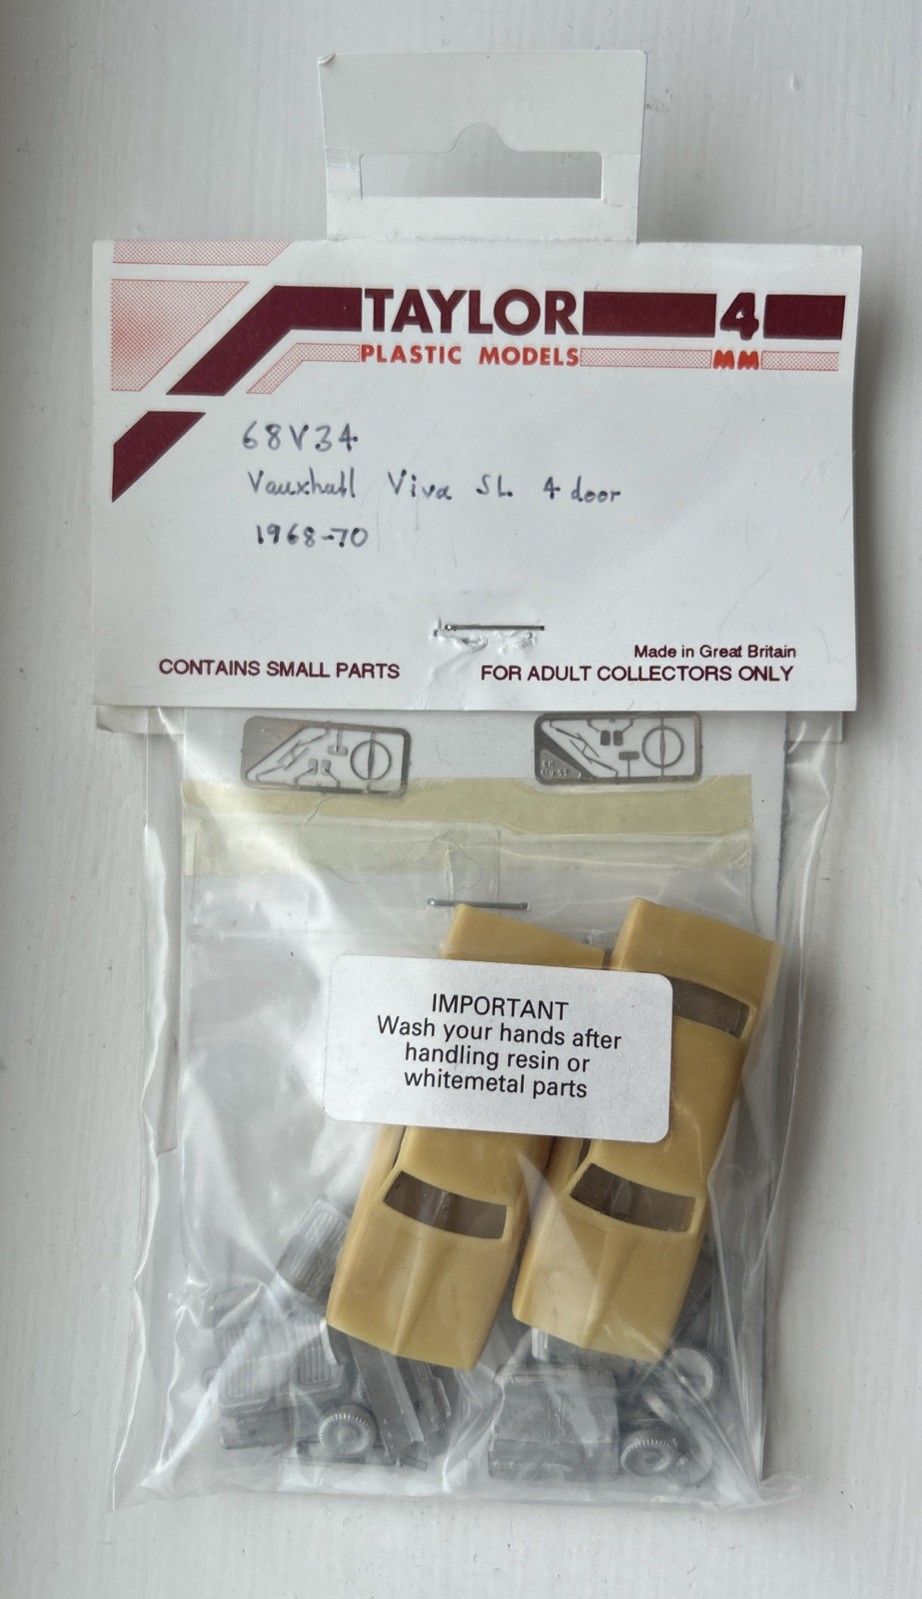 TAYLOR 4
PLASTIC MODELS MM
68V34
Vauxhall Viva SL 4 door
1968-70
Made in Great Britain
CONTAINS SMALL PARTS FOR ADULT COLLECTORS ONLY
IMPORTANT
Wash your hands after
handling resin or
whitemetal parts